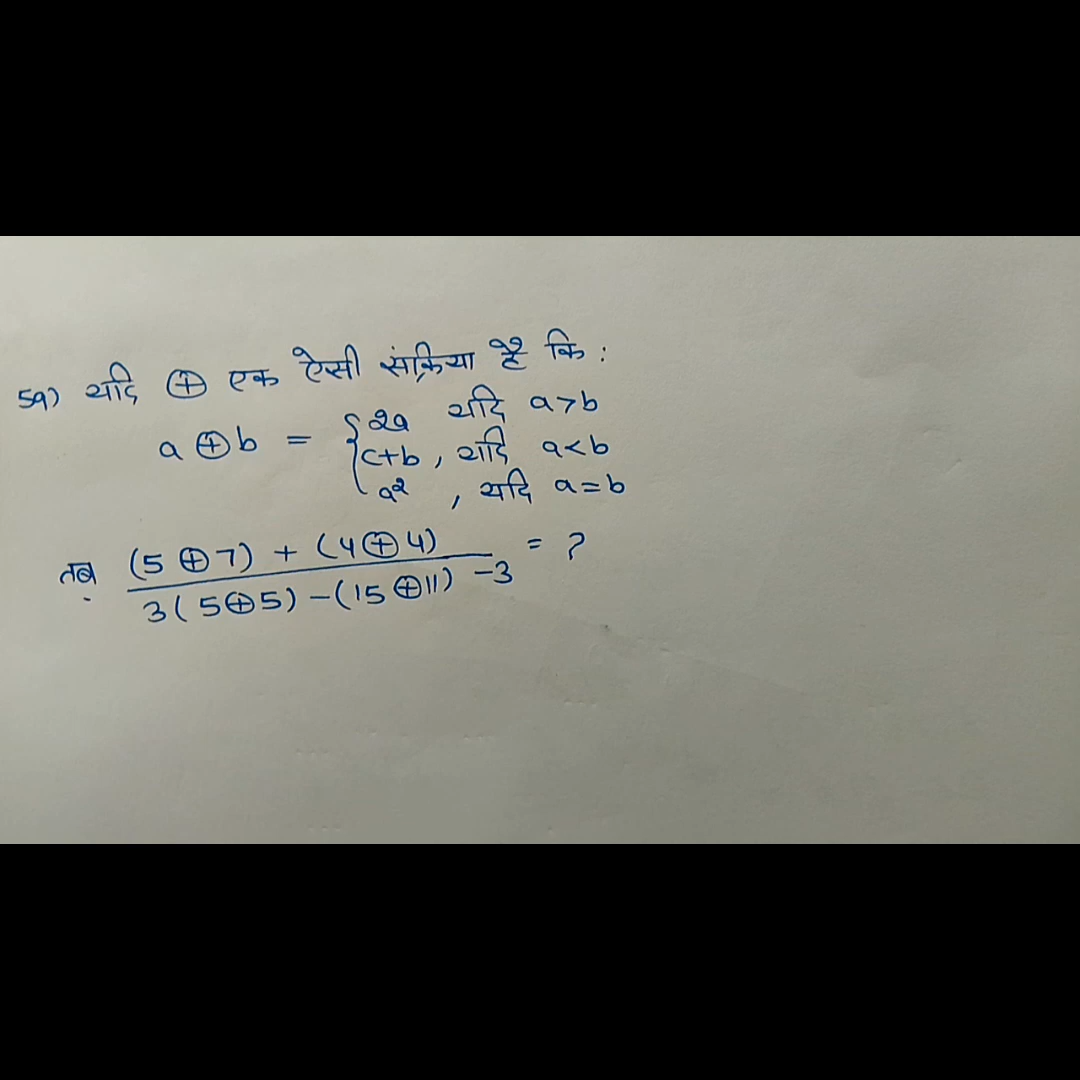 59) यदि ⊕ एक ऐसी संक्रिया है कि :
a ⊕ b = { 2a यदि a>b
c+b , यदि a<b
a² , यदि a=b
तब (5 ⊕ 7) + (4 ⊕ 4) = ?
3 ( 5⊕5) - (15 ⊕ 11) - 3